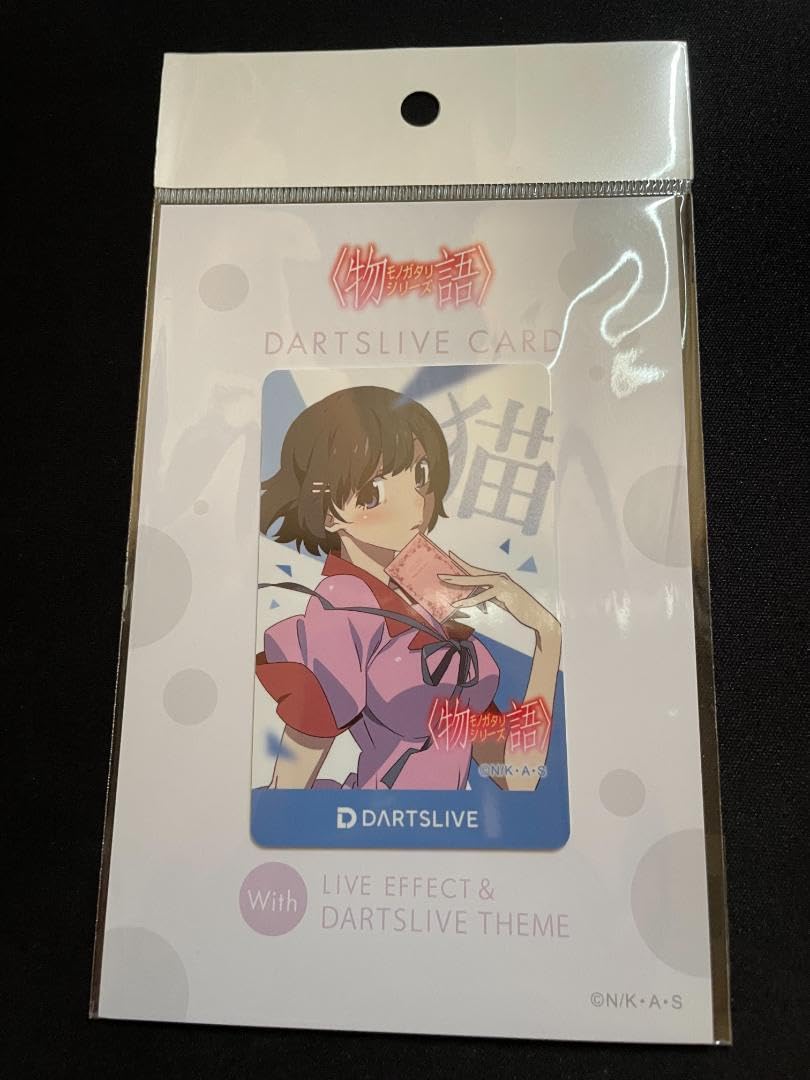 〈物語〉
モノガタリ
シリーズ
DARTSLIVE CARD
猫
〈物語〉
モノガタリ
シリーズ
©N/K・A・S
DARTSLIVE
With
LIVE EFFECT &
DARTSLIVE THEME
©N/K・A・S